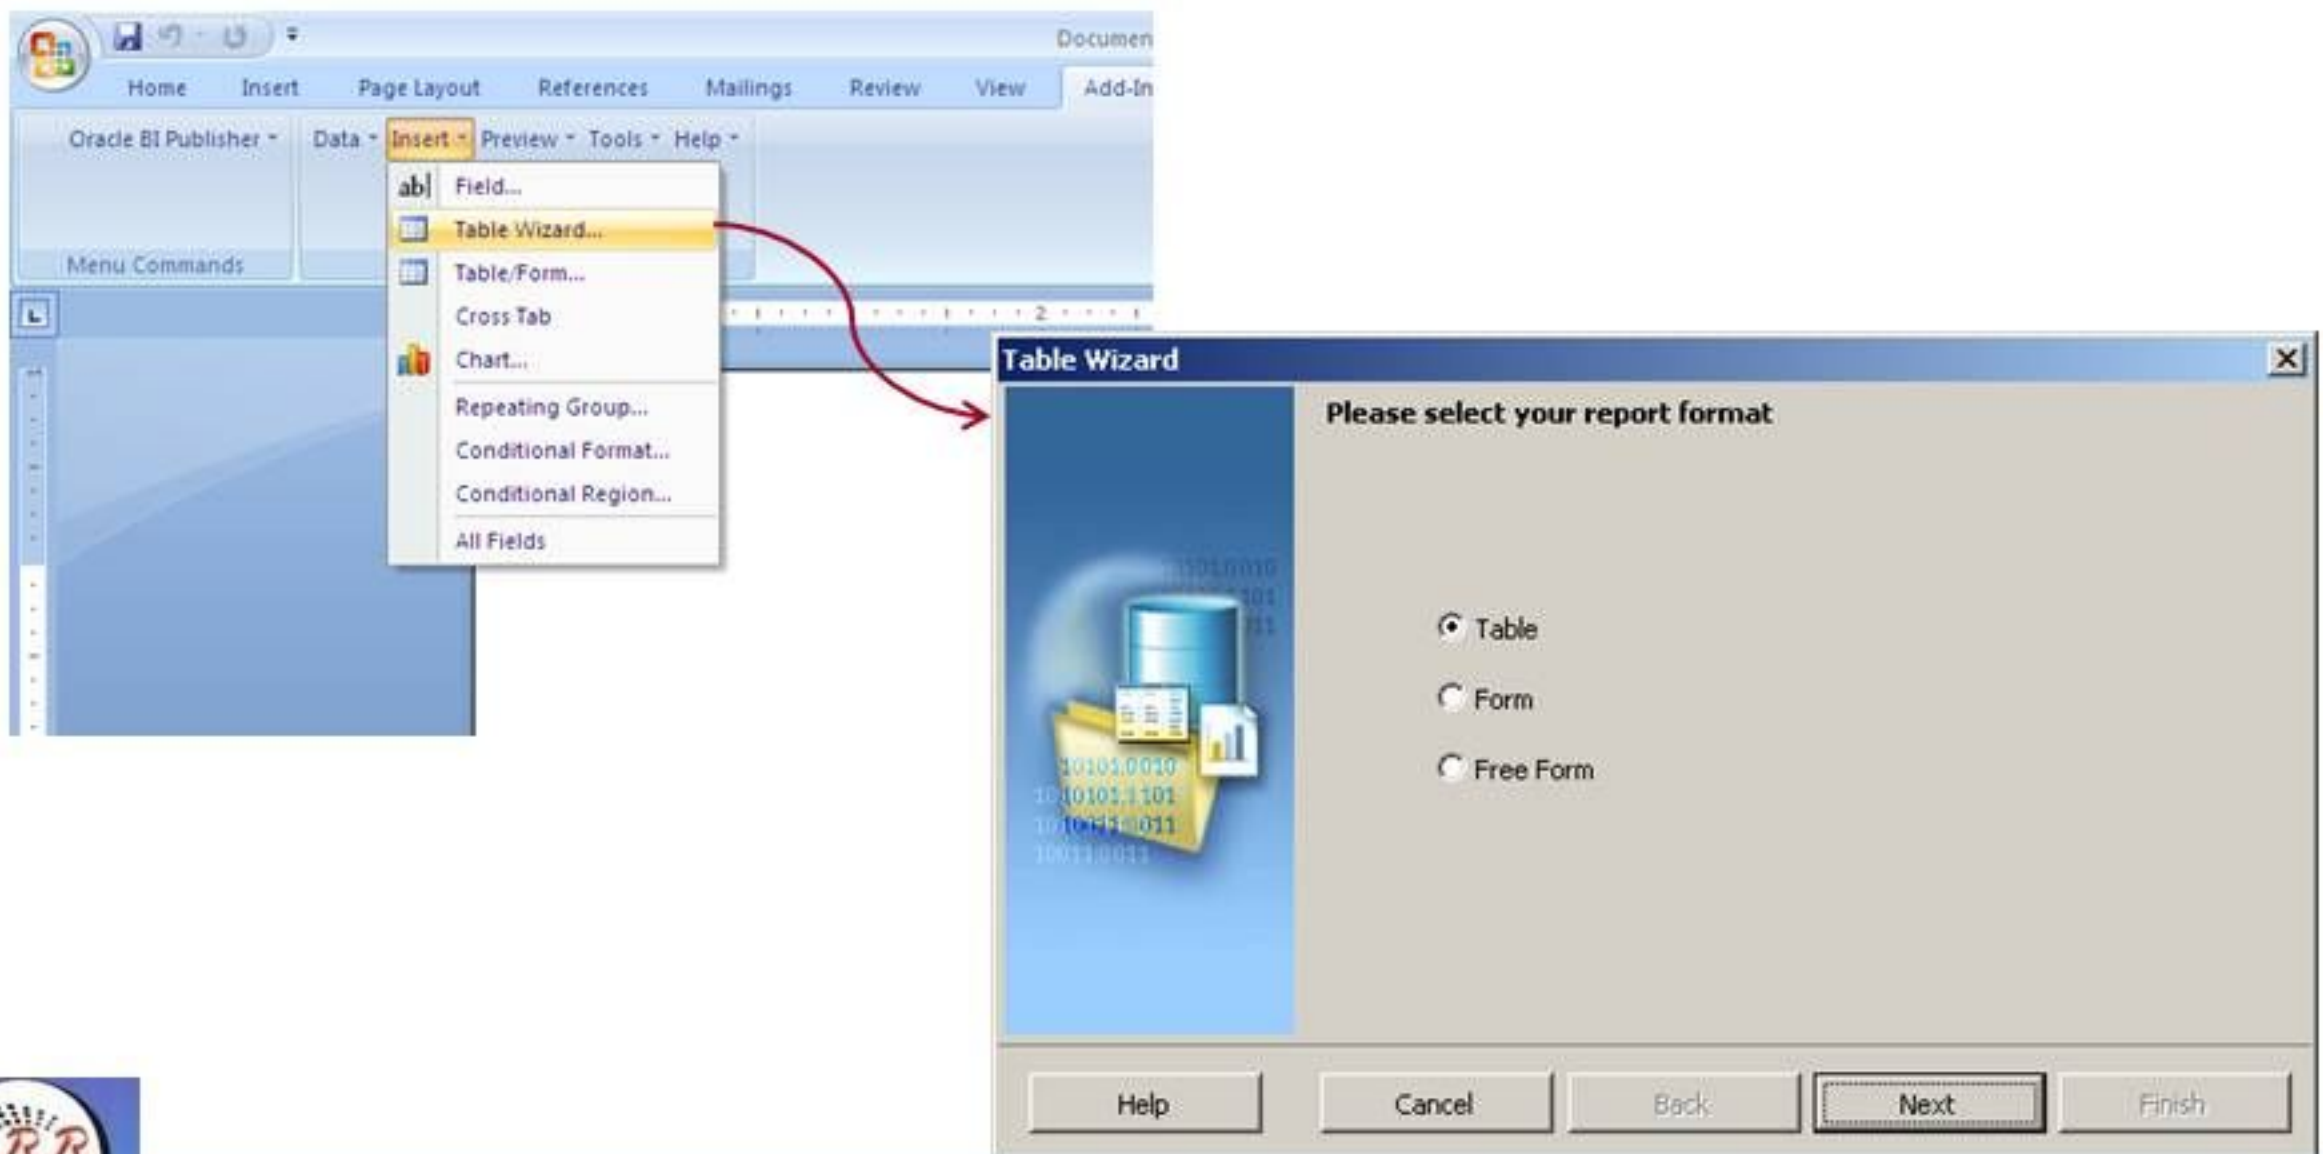 Documen
Home Insert Page Layout References Mailings Review View Add-In
Oracle BI Publisher Data Insert Preview Tools Help
ab Field...
Table Wizard...
Menu Commands
Table/Form...
Cross Tab
2
Chart...
Repeating Group...
Conditional Format...
Conditional Region...
All Fields
Table Wizard
Please select your report format
Table
Form
Free Form
Help Cancel Back Next Finish
R R